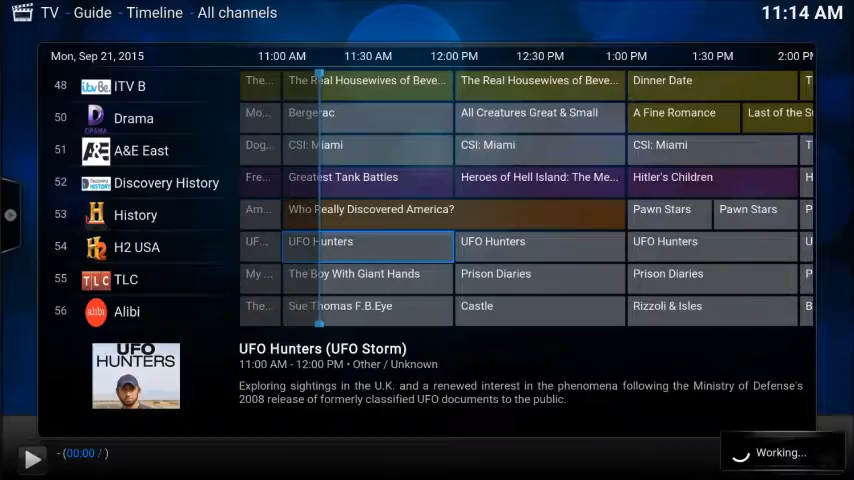 TV - Guide - Timeline - All channels
11:14 AM
Mon, Sep 21, 2015 11:00 AM 11:30 AM 12:00 PM 12:30 PM 1:00 PM 1:30 PM 2:00 PM
48 itv Be. ITV B The... The Real Housewives of Beve... The Real Housewives of Beve... Dinner Date T
50 D DRAMA Drama Mo... Bergerac All Creatures Great & Small A Fine Romance Last of the S
51 A&E A&E East Dog... CSI: Miami CSI: Miami CSI: Miami T
52 Discovery HISTORY Discovery History Fre... Greatest Tank Battles Heroes of Hell Island: The Me... Hitler's Children H
53 H History Am... Who Really Discovered America? Pawn Stars Pawn Stars P
54 H2 H2 USA UF... UFO Hunters UFO Hunters UFO Hunters U
55 TLC TLC My ... The Boy With Giant Hands Prison Diaries Prison Diaries P
56 alibi Alibi The... Sue Thomas F.B.Eye Castle Rizzoli & Isles B
UFO
HUNTERS
UFO Hunters (UFO Storm)
11:00 AM - 12:00 PM • Other / Unknown
Exploring sightings in the U.K. and a renewed interest in the phenomena following the Ministry of Defense's
2008 release of formerly classified UFO documents to the public.
- (00:00 / )
Working...